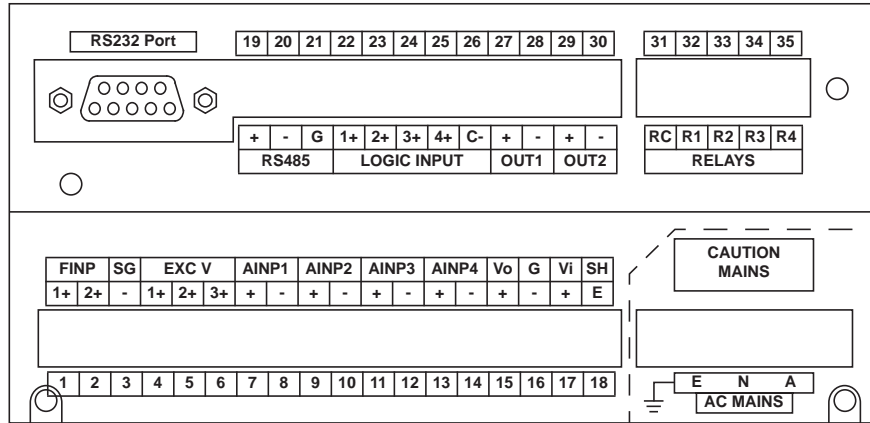 RS232 Port
19 20 21 22 23 24 25 26 27 28 29 30
31 32 33 34 35
+ - G 1+ 2+ 3+ 4+ C- + - + -
RC R1 R2 R3 R4
RS485 LOGIC INPUT OUT1 OUT2
RELAYS
CAUTION
MAINS
FINP SG EXC V AINP1 AINP2 AINP3 AINP4 Vo G Vi SH
1+ 2+ - 1+ 2+ 3+ + - + - + - + - + - + E
1 2 3 4 5 6 7 8 9 10 11 12 13 14 15 16 17 18
E N A
AC MAINS